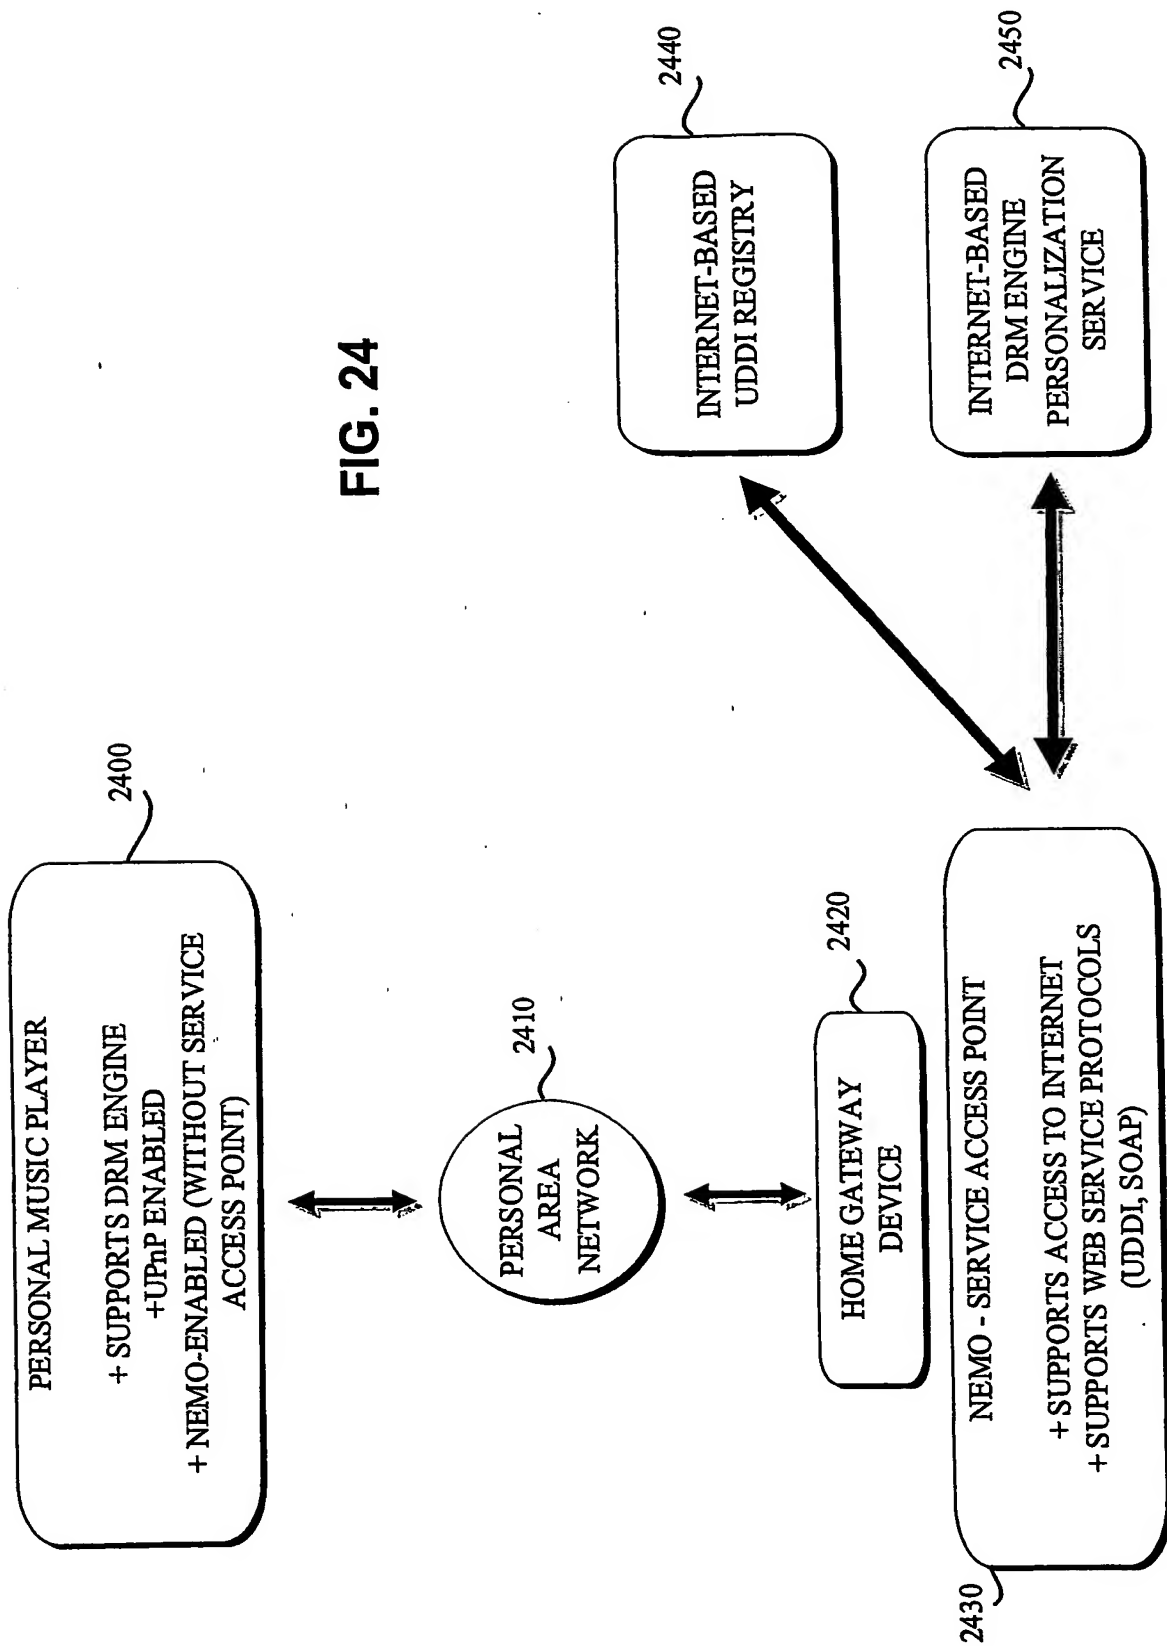 PERSONAL MUSIC PLAYER
+ SUPPORTS DRM ENGINE
+UPnP ENABLED
+ NEMO-ENABLED (WITHOUT SERVICE
ACCESS POINT)
2400
PERSONAL
AREA
NETWORK
2410
HOME GATEWAY
DEVICE
2420
NEMO - SERVICE ACCESS POINT
+ SUPPORTS ACCESS TO INTERNET
+ SUPPORTS WEB SERVICE PROTOCOLS
(UDDI, SOAP)
2430
FIG. 24
INTERNET-BASED
UDDI REGISTRY
2440
INTERNET-BASED
DRM ENGINE
PERSONALIZATION
SERVICE
2450